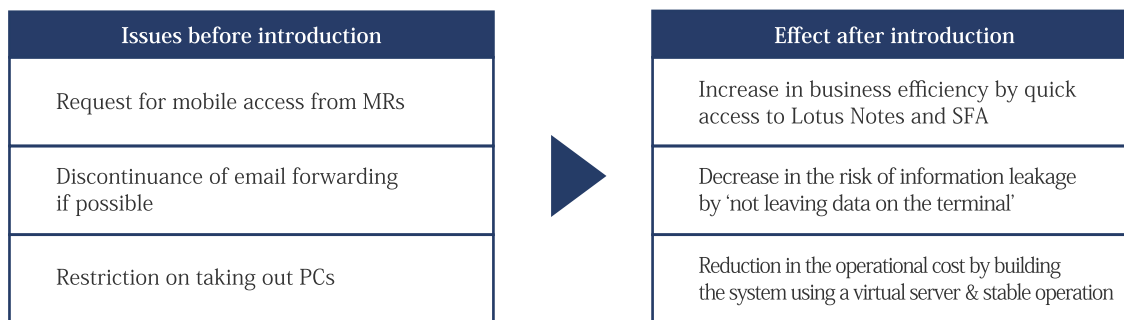 Issues before introduction
Request for mobile access from MRs
Discontinuance of email forwarding
if possible
Restriction on taking out PCs
Effect after introduction
Increase in business efficiency by quick
access to Lotus Notes and SFA
Decrease in the risk of information leakage
by ‘not leaving data on the terminal’
Reduction in the operational cost by building
the system using a virtual server & stable operation